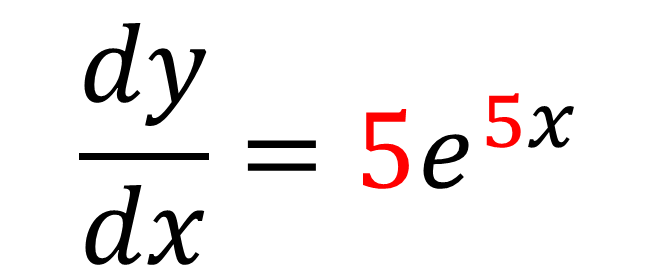 dy/dx = 5e^{5x}